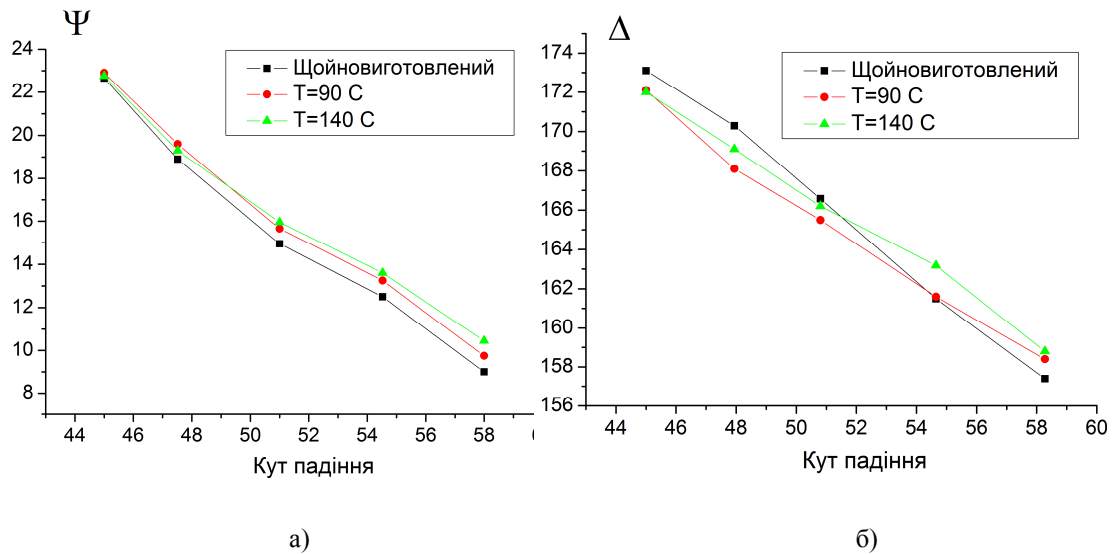 Ψ
24
22
20
18
16
14
12
10
8
44 46 48 50 52 54 56 58
Кут падіння
Щойновиготовлений
T=90 C
T=140 C
а)
Δ
174
172
170
168
166
164
162
160
158
156
44 46 48 50 52 54 56 58 60
Кут падіння
Щойновиготовлений
T=90 C
T=140 C
б)